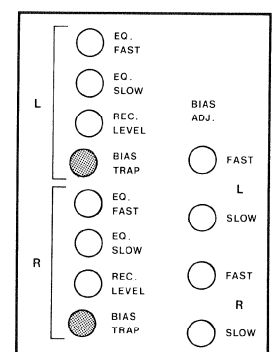 L
EQ.
FAST
EQ.
SLOW
REC.
LEVEL
BIAS
TRAP
R
EQ.
FAST
EQ.
SLOW
REC.
LEVEL
BIAS
TRAP
BIAS
ADJ.
FAST
L
SLOW
FAST
R
SLOW